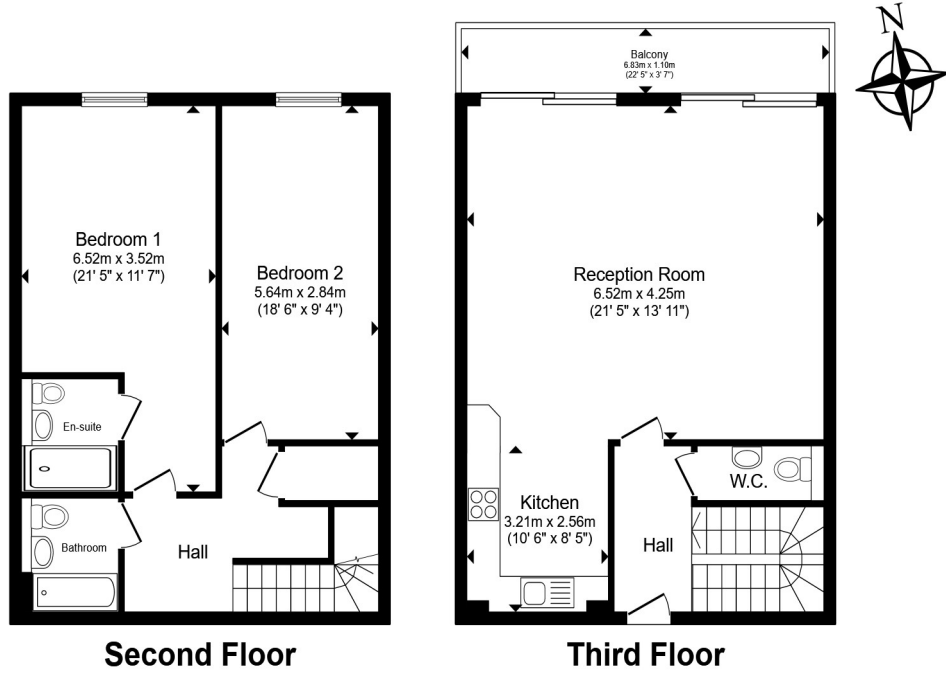 N
Balcony
6.83m x 1.10m
(22' 5" x 3' 7")
Bedroom 1
6.52m x 3.52m
(21' 5" x 11' 7")
Bedroom 2
5.64m x 2.84m
(18' 6" x 9' 4")
En-suite
Bathroom
Hall
Reception Room
6.52m x 4.25m
(21' 5" x 13' 11")
W.C.
Kitchen
3.21m x 2.56m
(10' 6" x 8' 5")
Hall
Second Floor
Third Floor